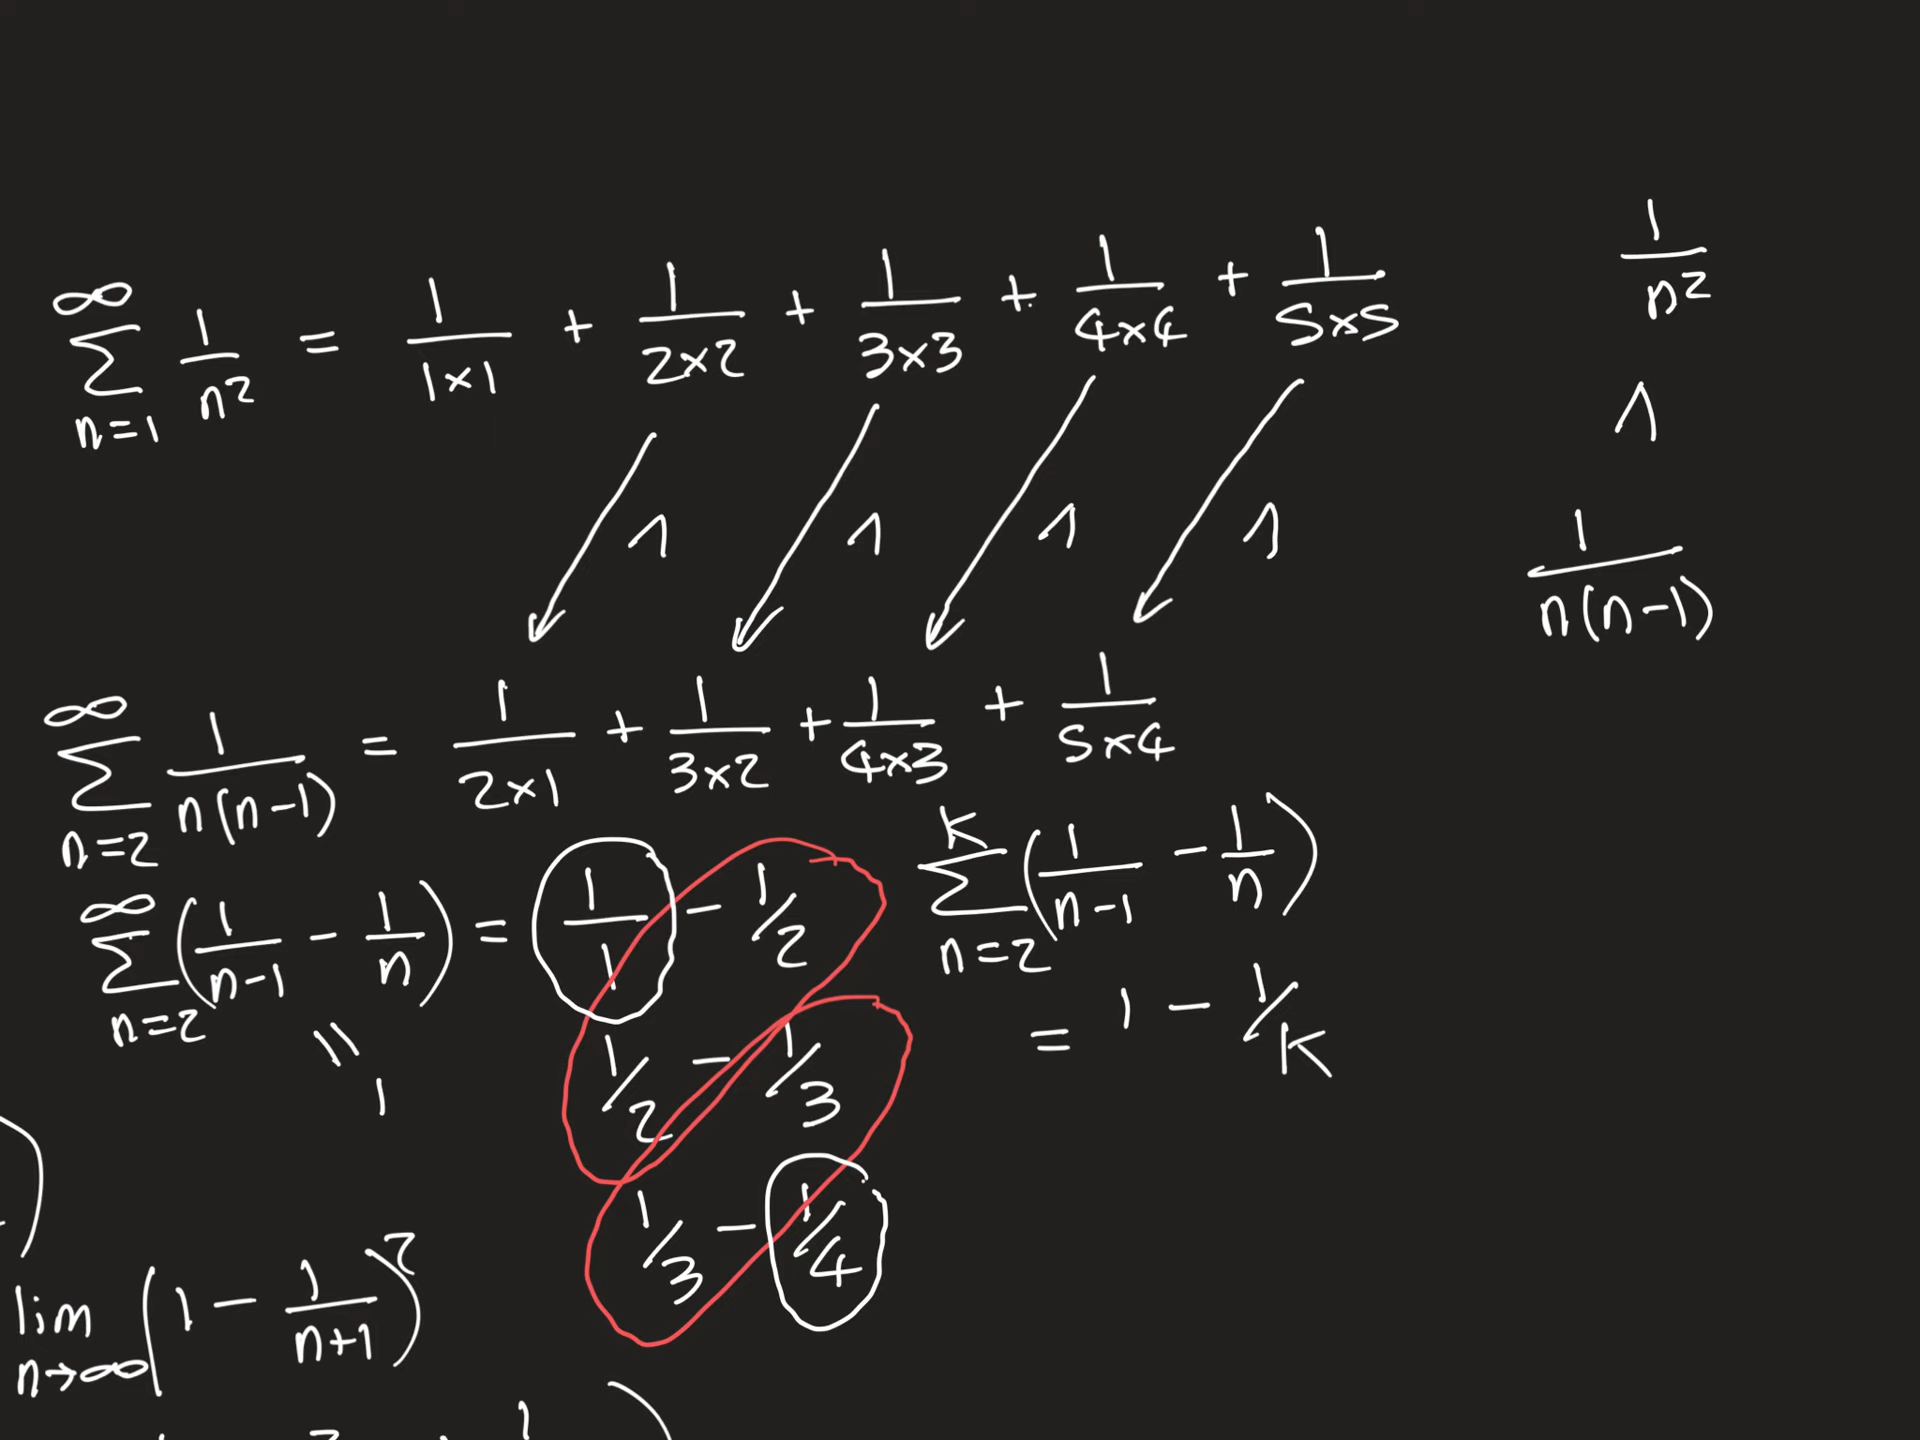 ∞ ∑ n=1 1/n² = 1/(1×1) + 1/(2×2) + 1/(3×3) + 1/(4×4) + 1/(5×5)
1/n²
∧
∧ ∧ ∧ ∧
1/(n(n-1))
∞ ∑ n=2 1/(n(n-1)) = 1/(2×1) + 1/(3×2) + 1/(4×3) + 1/(5×4)
∞ ∑ n=2 (1/(n-1) - 1/n) = 1/1 - 1/2
1/2 - 1/3
1/3 - 1/4
= 1
K ∑ n=2 (1/(n-1) - 1/n)
= 1 - 1/K
lim n→∞ (1 - 1/(n+1))²